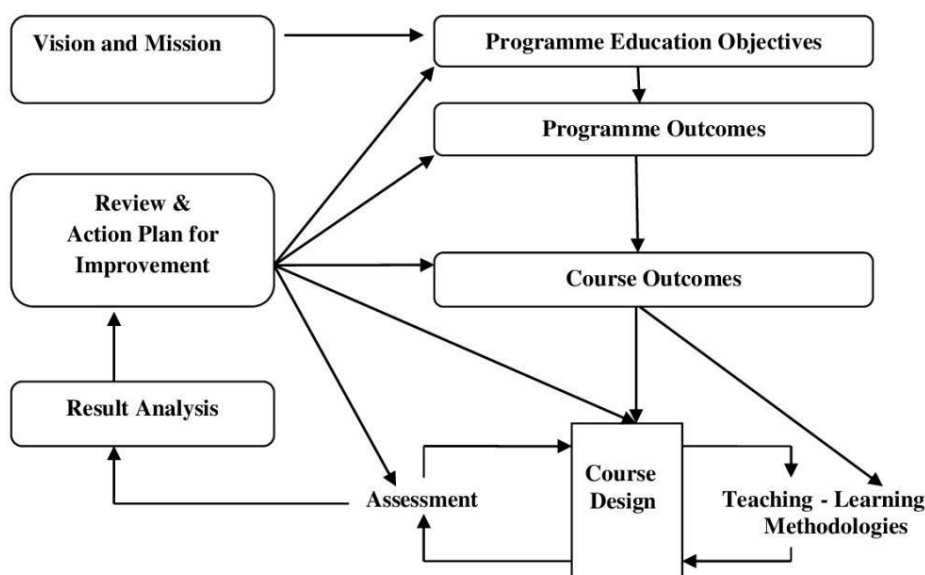 Vision and Mission
Programme Education Objectives
Programme Outcomes
Review &
Action Plan for
Improvement
Course Outcomes
Result Analysis
Assessment
Course
Design
Teaching - Learning
Methodologies